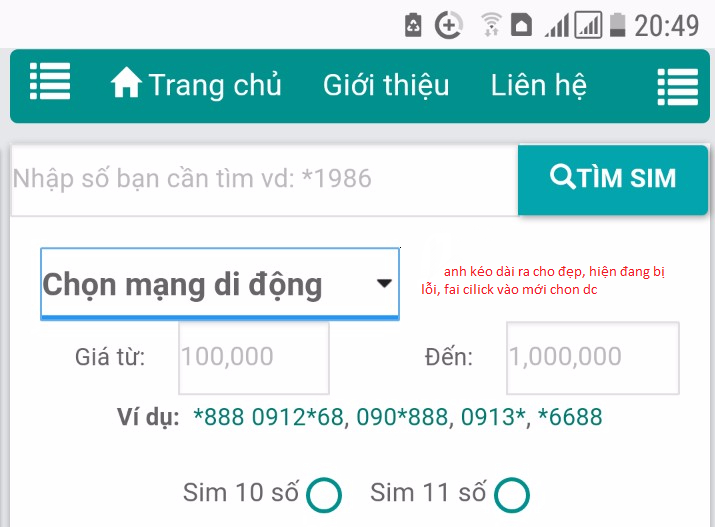 20:49
Trang chủ Giới thiệu Liên hệ
Nhập số bạn cần tìm vd: *1986 TÌM SIM
Chọn mạng di động
anh kéo dài ra cho đẹp, hiện đang bị
lỗi, fai cilick vào mới chon dc
Giá từ: 100,000 Đến: 1,000,000
Ví dụ: *888 0912*68, 090*888, 0913*, *6688
Sim 10 số Sim 11 số